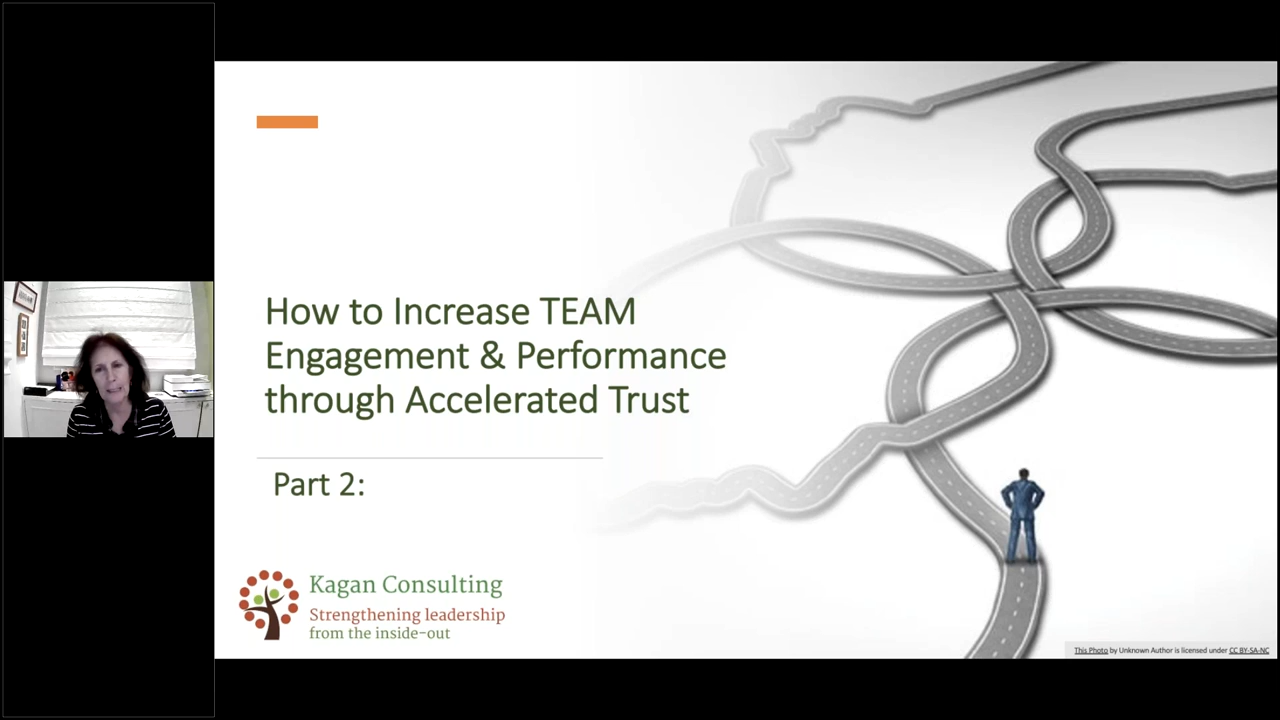 How to Increase TEAM
Engagement & Performance
through Accelerated Trust
Part 2:
Kagan Consulting
Strengthening leadership
from the inside-out
This Photo by Unknown Author is licensed under CC BY-SA-NC